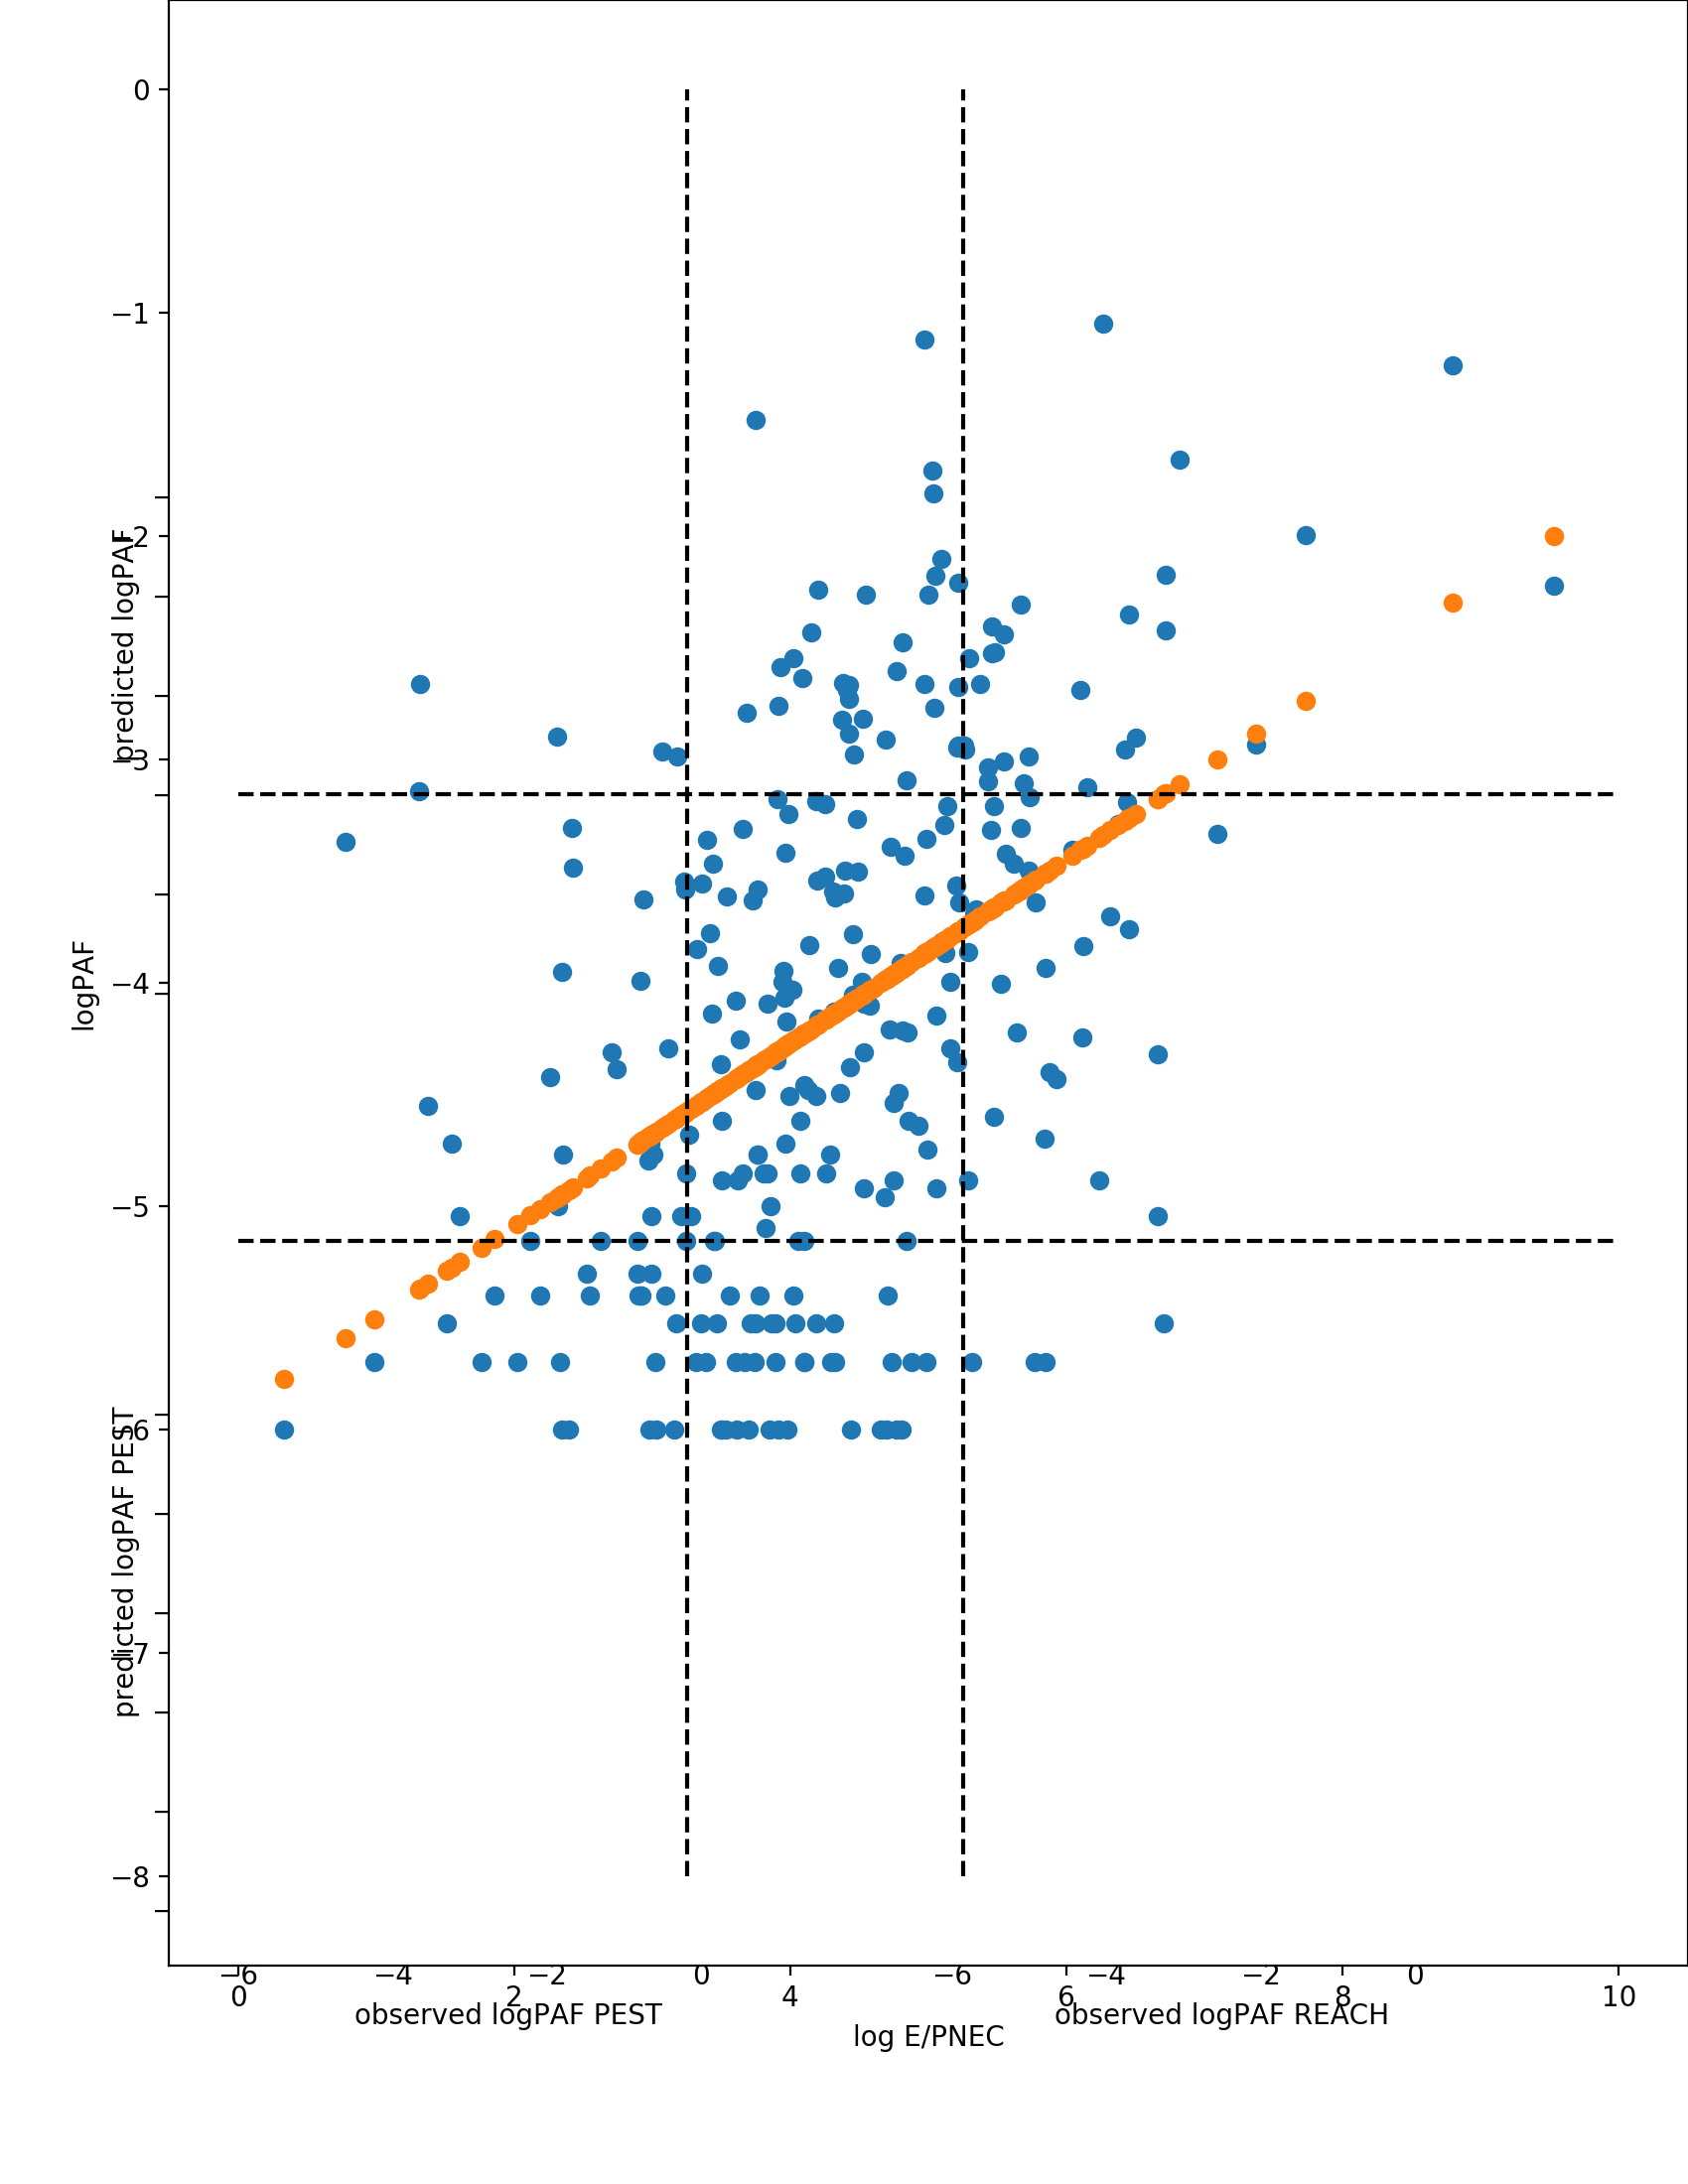 0
−1
−2
−3
−4
−5
−6
−7
−8
predicted logPAF
logPAF
predicted logPAF PEST
−6 −4 −2 0 −6 −4 −2 0
0 2 4 6 8 10
observed logPAF PEST observed logPAF REACH
log E/PNEC